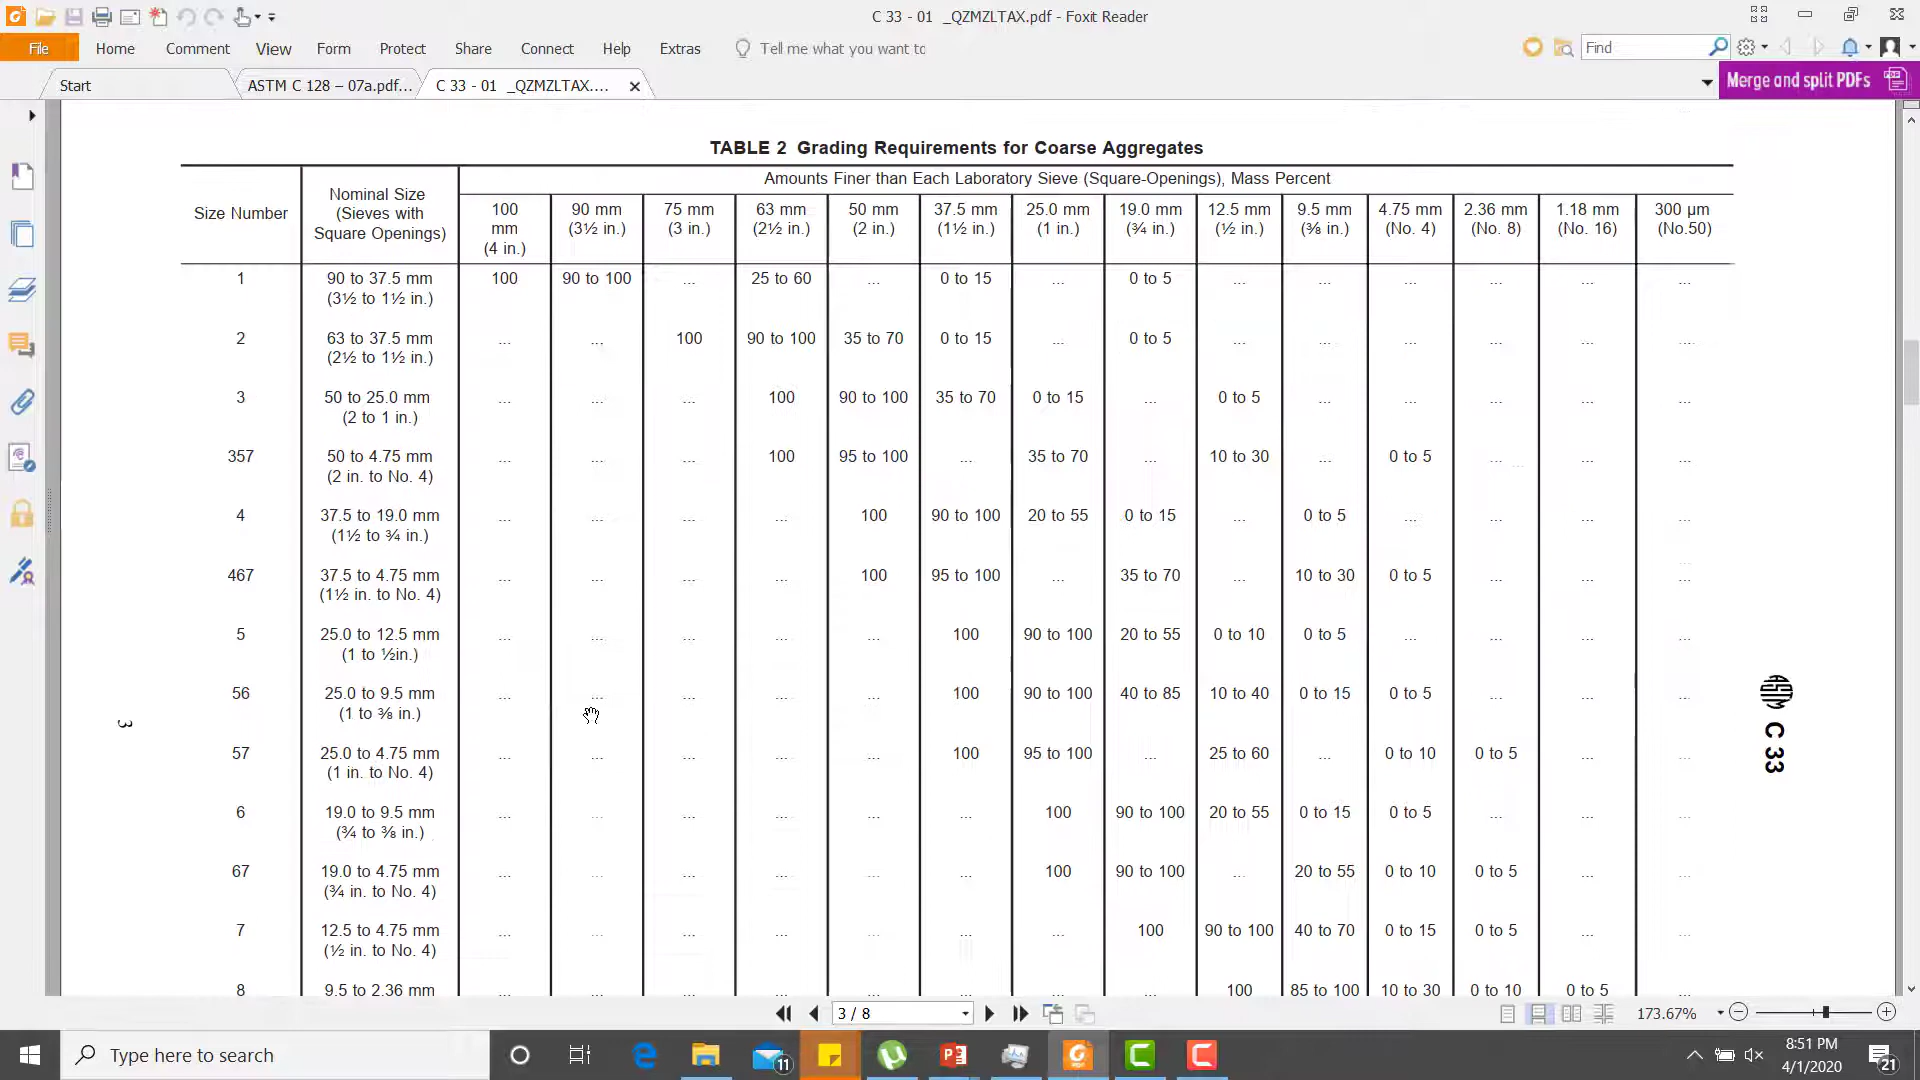 C 33 - 01 _QZMZLTAX.pdf - Foxit Reader
File Home Comment View Form Protect Share Connect Help Extras Tell me what you want to Find
Start ASTM C 128 – 07a.pdf... C 33 - 01 _QZMZLTAX.... Merge and split PDFs
TABLE 2 Grading Requirements for Coarse Aggregates
Amounts Finer than Each Laboratory Sieve (Square-Openings), Mass Percent
Size Number
Nominal Size
(Sieves with
Square Openings)
100
mm
(4 in.)
90 mm
(3½ in.)
75 mm
(3 in.)
63 mm
(2½ in.)
50 mm
(2 in.)
37.5 mm
(1½ in.)
25.0 mm
(1 in.)
19.0 mm
(¾ in.)
12.5 mm
(½ in.)
9.5 mm
(⅜ in.)
4.75 mm
(No. 4)
2.36 mm
(No. 8)
1.18 mm
(No. 16)
300 µm
(No.50)
1 90 to 37.5 mm 100 90 to 100 ... 25 to 60 ... 0 to 15 ... 0 to 5 ... ... ... ... ... ...
(3½ to 1½ in.)
2 63 to 37.5 mm ... ... 100 90 to 100 35 to 70 0 to 15 ... 0 to 5 ... ... ... ... ... ...
(2½ to 1½ in.)
3 50 to 25.0 mm ... ... ... 100 90 to 100 35 to 70 0 to 15 ... 0 to 5 ... ... ... ... ...
(2 to 1 in.)
357 50 to 4.75 mm ... ... ... 100 95 to 100 ... 35 to 70 ... 10 to 30 ... 0 to 5 ... ... ...
(2 in. to No. 4)
4 37.5 to 19.0 mm ... ... ... ... 100 90 to 100 20 to 55 0 to 15 ... 0 to 5 ... ... ... ...
(1½ to ¾ in.)
467 37.5 to 4.75 mm ... ... ... ... 100 95 to 100 ... 35 to 70 ... 10 to 30 0 to 5 ... ... ...
(1½ in. to No. 4)
5 25.0 to 12.5 mm ... ... ... ... ... 100 90 to 100 20 to 55 0 to 10 0 to 5 ... ... ... ...
(1 to ½in.)
56 25.0 to 9.5 mm ... ... ... ... ... 100 90 to 100 40 to 85 10 to 40 0 to 15 0 to 5 ... ... ...
(1 to ⅜ in.)
57 25.0 to 4.75 mm ... ... ... ... ... 100 95 to 100 ... 25 to 60 ... 0 to 10 0 to 5 ... ...
(1 in. to No. 4)
6 19.0 to 9.5 mm ... ... ... ... ... ... 100 90 to 100 20 to 55 0 to 15 0 to 5 ... ... ...
(¾ to ⅜ in.)
67 19.0 to 4.75 mm ... ... ... ... ... ... 100 90 to 100 ... 20 to 55 0 to 10 0 to 5 ... ...
(¾ in. to No. 4)
7 12.5 to 4.75 mm ... ... ... ... ... ... ... 100 90 to 100 40 to 70 0 to 15 0 to 5 ... ...
(½ in. to No. 4)
8 9.5 to 2.36 mm ... ... ... ... ... ... ... ... 100 85 to 100 10 to 30 0 to 10 0 to 5 ...
3
C 33
3 / 8 173.67%
Type here to search
11
8:51 PM
4/1/2020
21